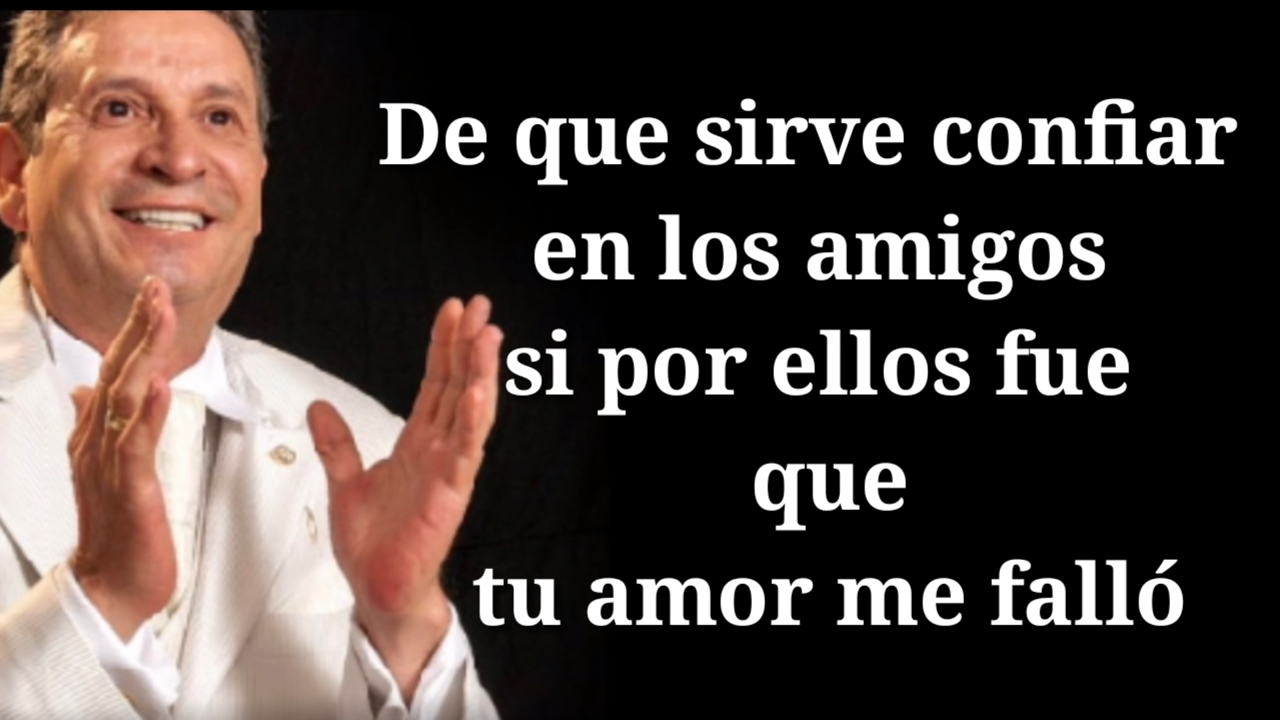 De que sirve confiar
en los amigos
si por ellos fue
que
tu amor me falló